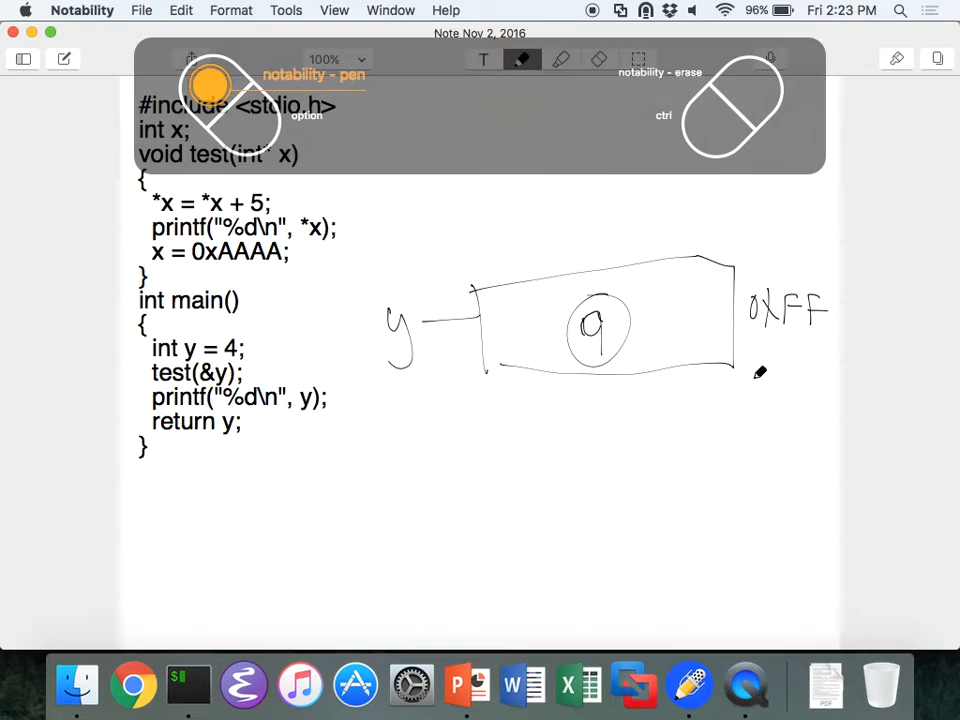 Notability File Edit Format Tools View Window Help 96% Fri 2:23 PM
Note Nov 2, 2016
100% T
notability - pen
option
notability - erase
ctrl
#include <stdio.h>
int x;
void test(int* x)
{
*x = *x + 5;
printf("%d\n", *x);
x = 0xAAAA;
}
int main()
{
int y = 4;
test(&y);
printf("%d\n", y);
return y;
}
y 9 0xFF
$
P W X
PDF